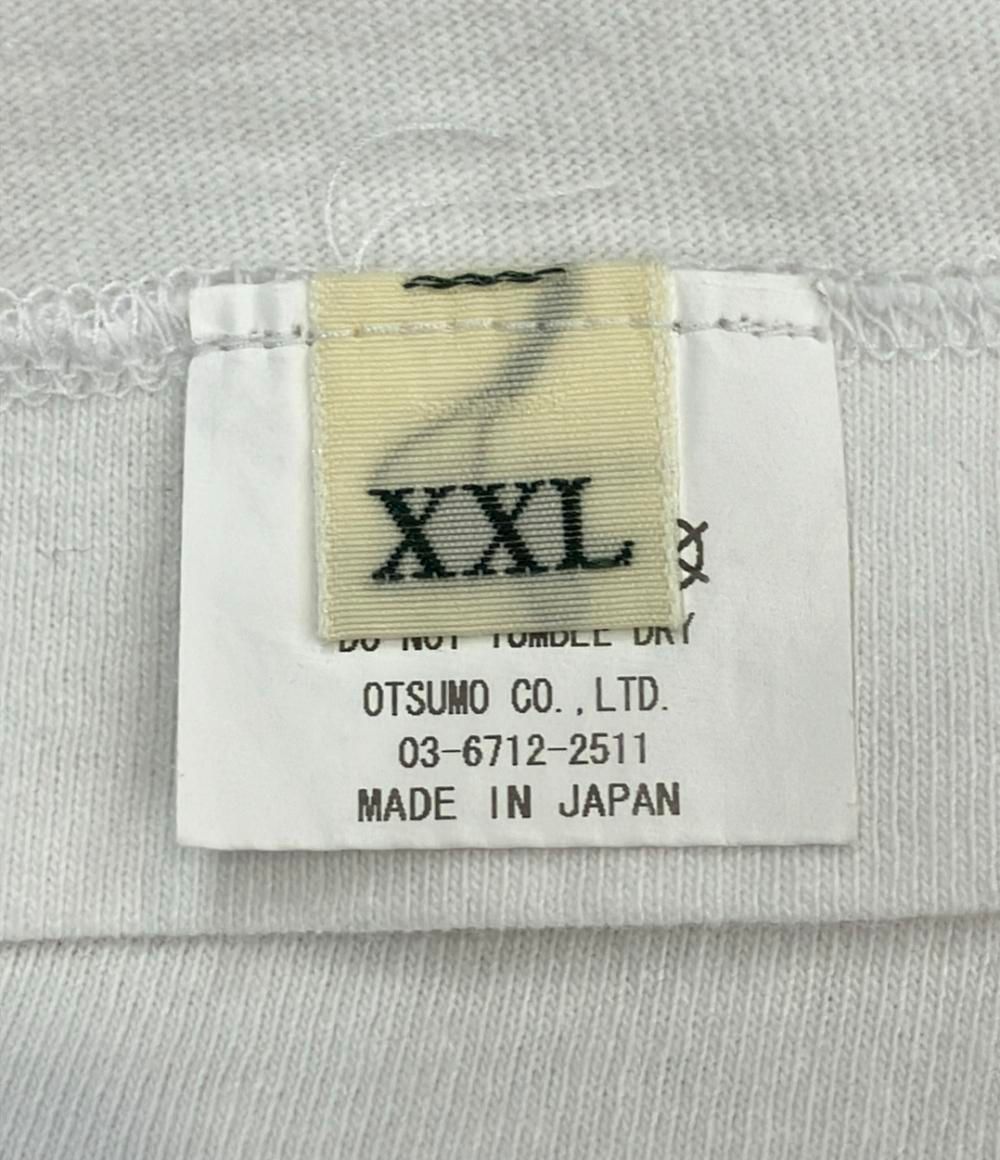 XXL
DO NOT TUMBLE DRY
OTSUMO CO.,LTD.
03-6712-2511
MADE IN JAPAN